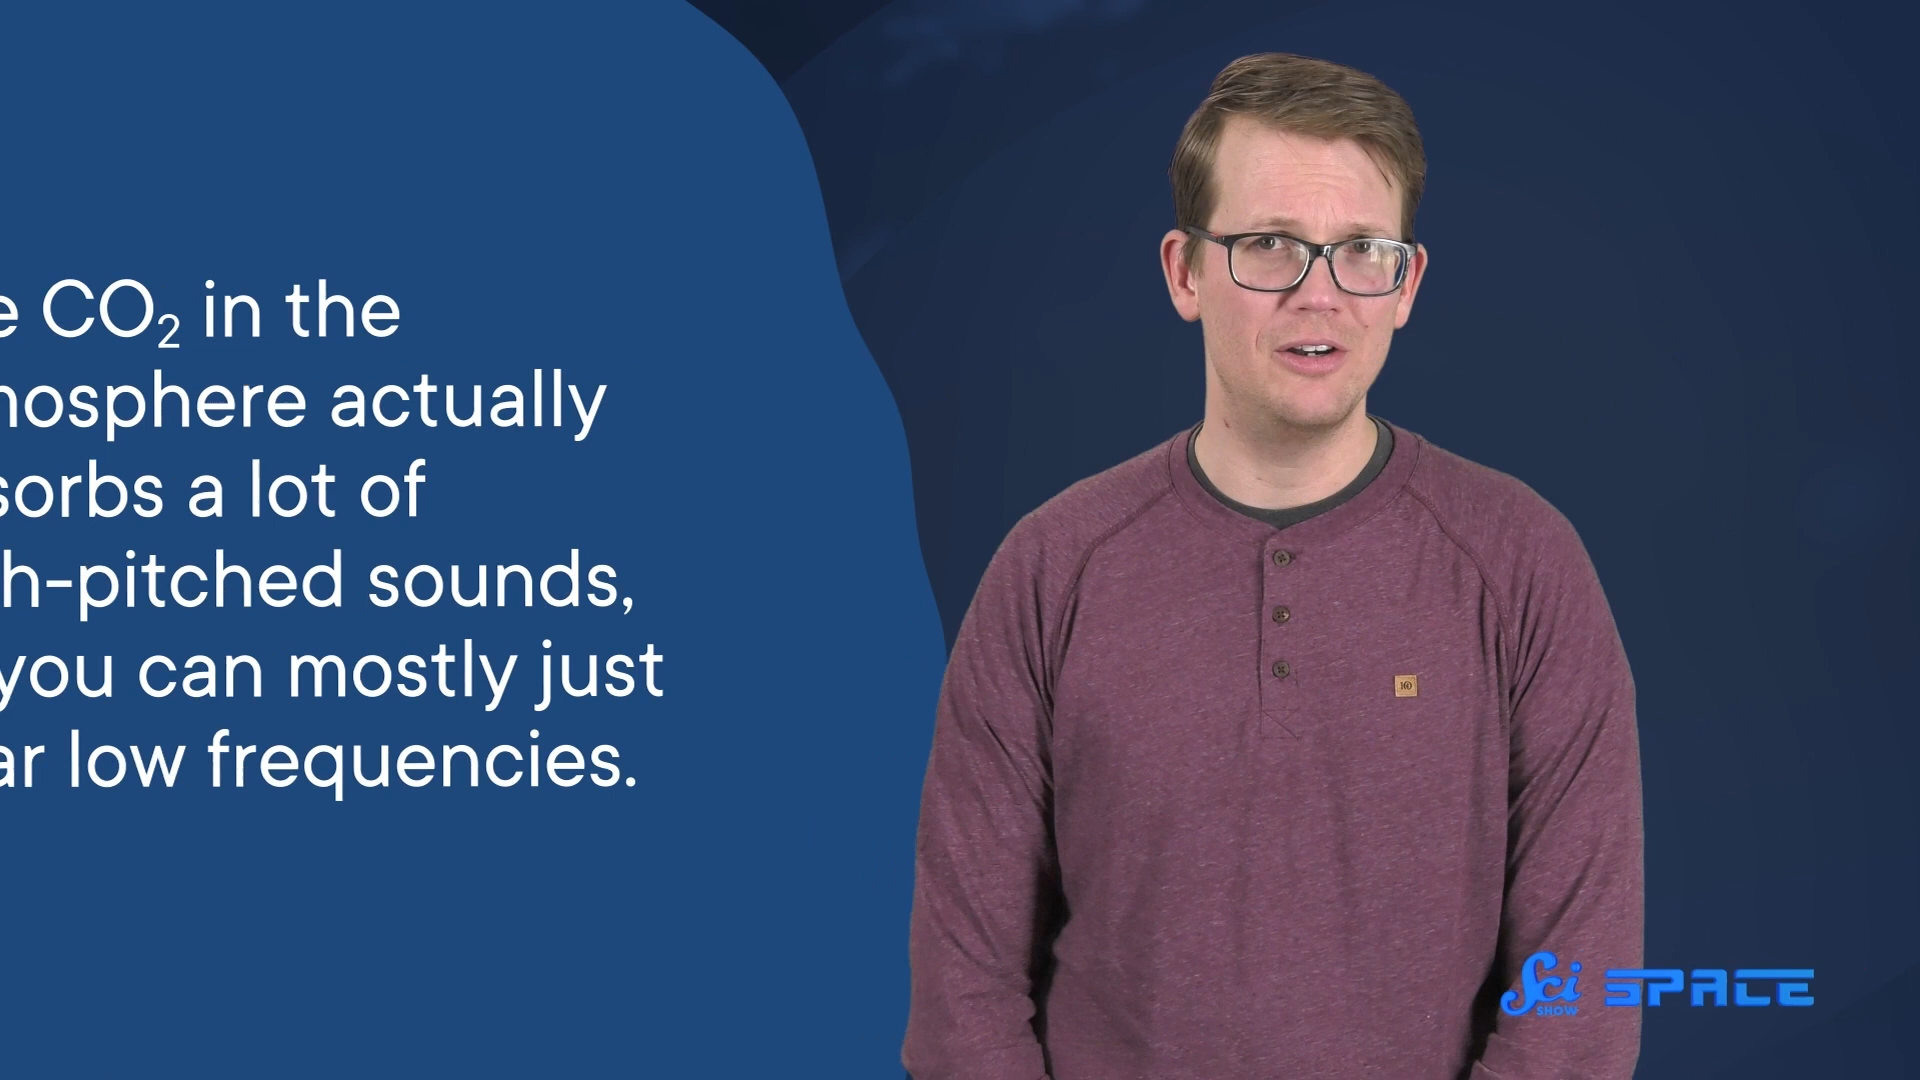 e CO₂ in the
nosphere actually
sorbs a lot of
h-pitched sounds,
you can mostly just
ar low frequencies.
Sci SHOW SPACE